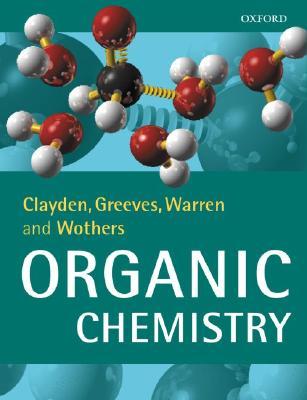 OXFORD
Clayden, Greeves, Warren
and Wothers
ORGANIC
CHEMISTRY